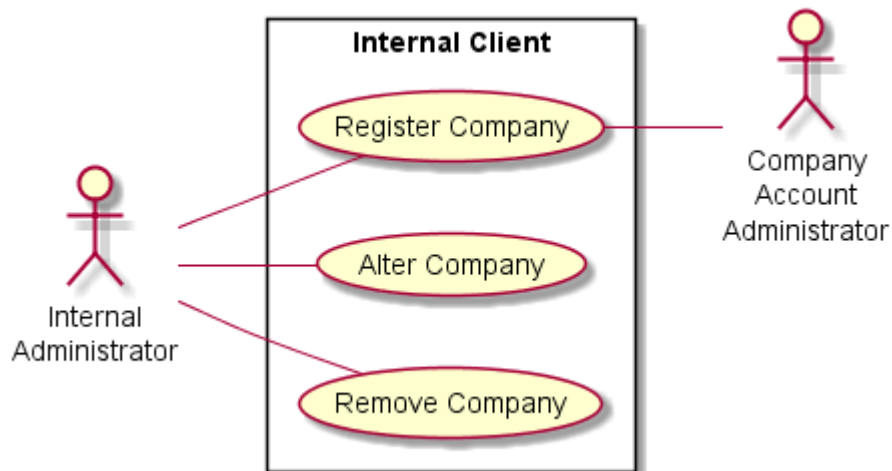 Internal Client
Register Company
Company
Account
Administrator
Alter Company
Internal
Administrator
Remove Company